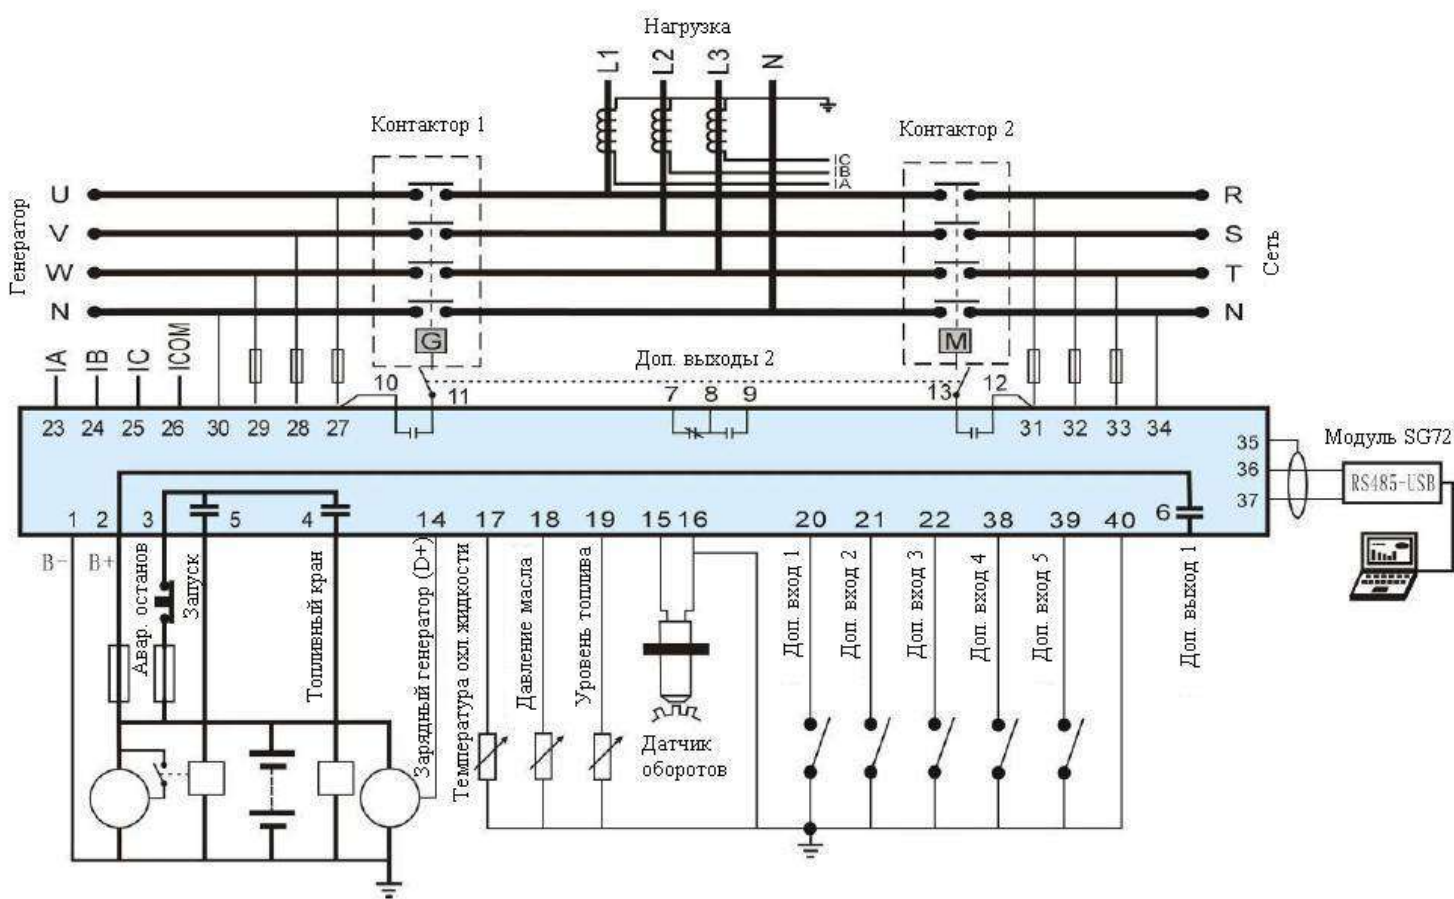 Нагрузка
L1 L2 L3 N
Контактор 1
Контактор 2
IC
IB
IA
Генератор
U
V
W
N
R
S
T
N
Сеть
G
M
IA IB IC ICOM
Доп. выходы 2
10 11 7 8 9 13 12
23 24 25 26 30 29 28 27 31 32 33 34
35
36
37
Модуль SG72
RS485-USB
1 2 3 5 4 14 17 18 19 15 16 20 21 22 38 39 40 6
B- B+
Авар. останов
Запуск
Топливный кран
Зарядный генератор (D+)
Температура охл.жидкости
Давление масла
Уровень топлива
Датчик
оборотов
Доп. вход 1
Доп. вход 2
Доп. вход 3
Доп. вход 4
Доп. вход 5
Доп. выход 1